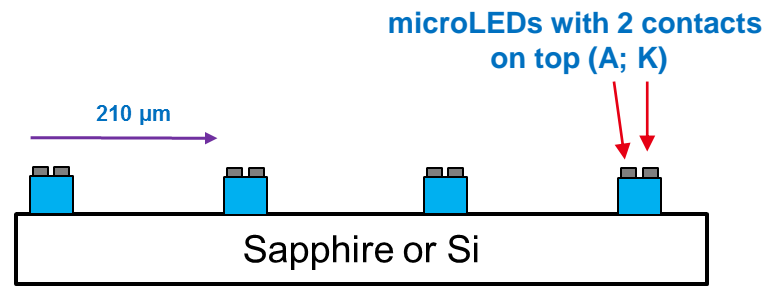 microLEDs with 2 contacts
on top (A; K)
210 µm
Sapphire or Si